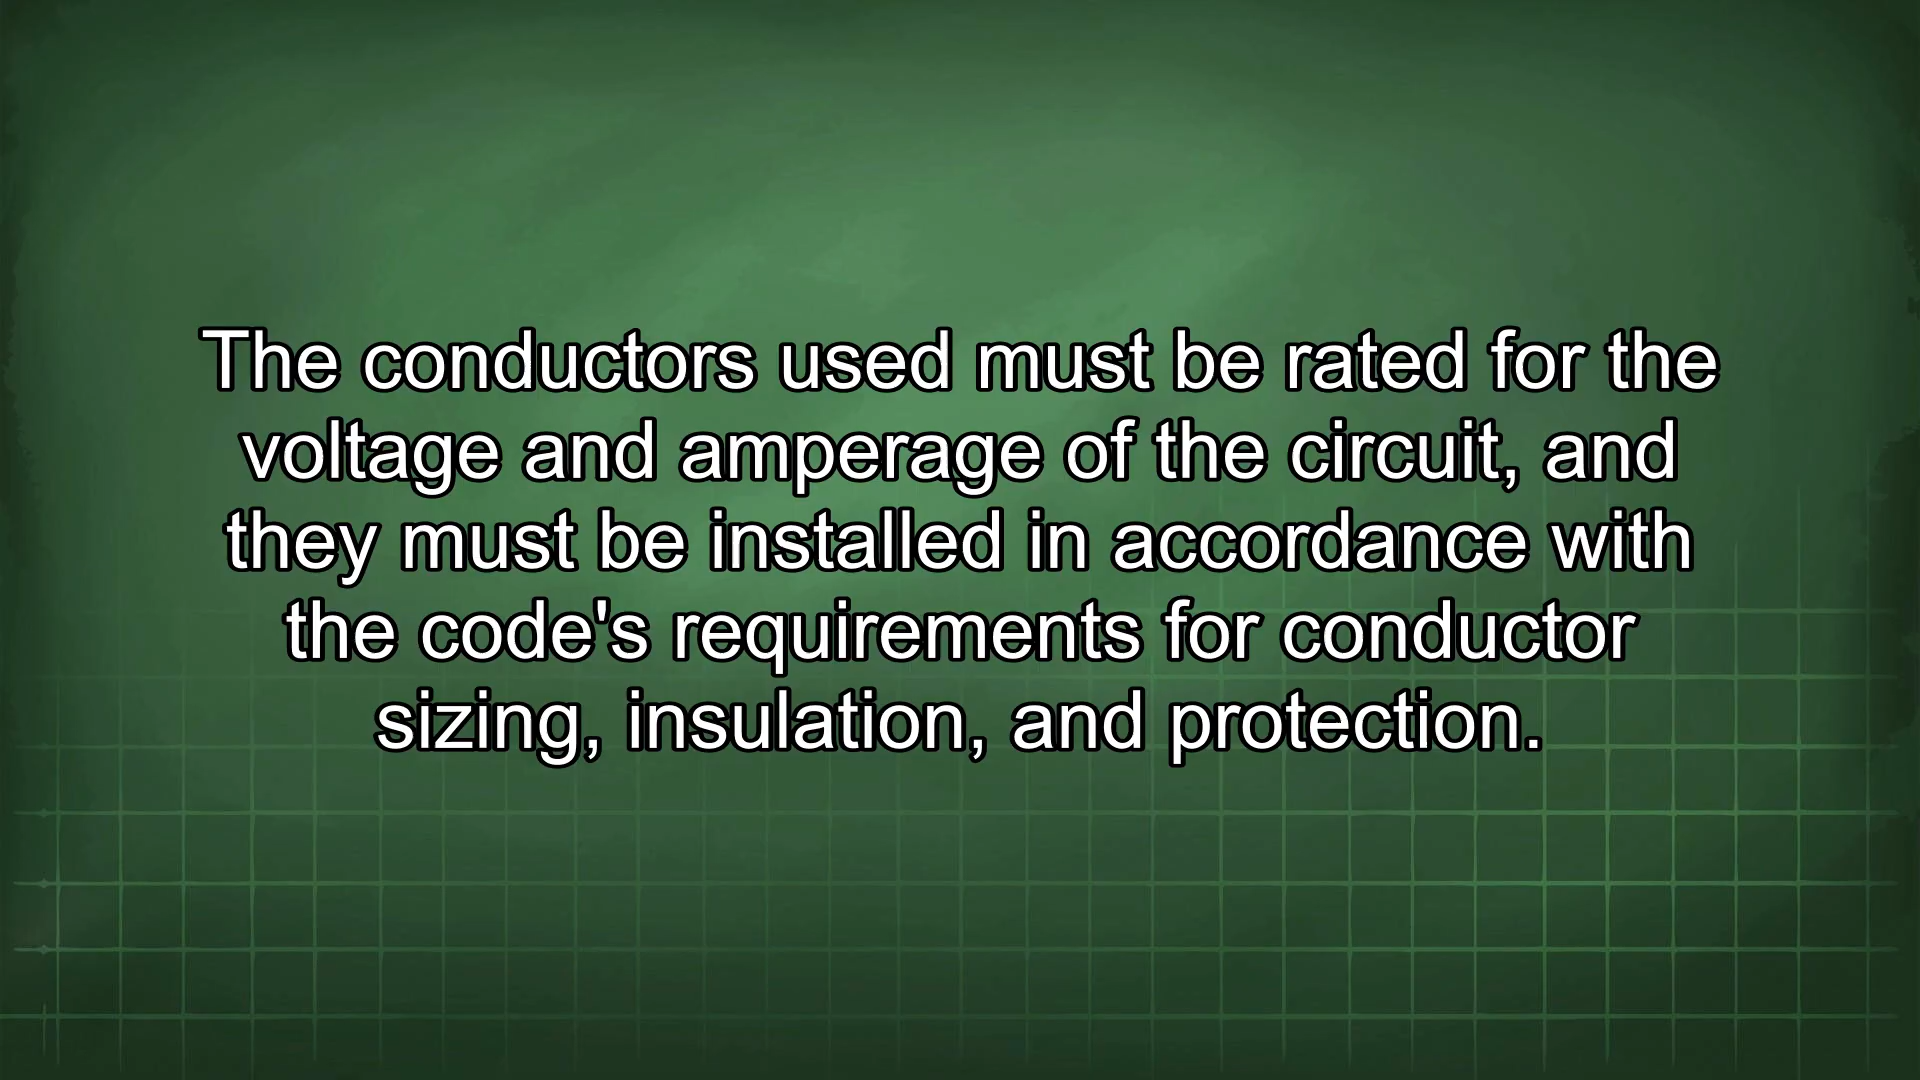 The conductors used must be rated for the
voltage and amperage of the circuit, and
they must be installed in accordance with
the code's requirements for conductor
sizing, insulation, and protection.